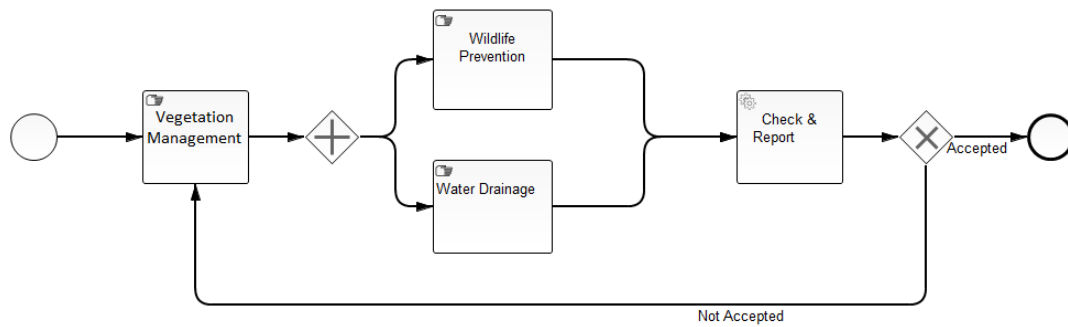 Wildlife
Prevention
Vegetation
Management
Check &
Report
Accepted
Water Drainage
Not Accepted